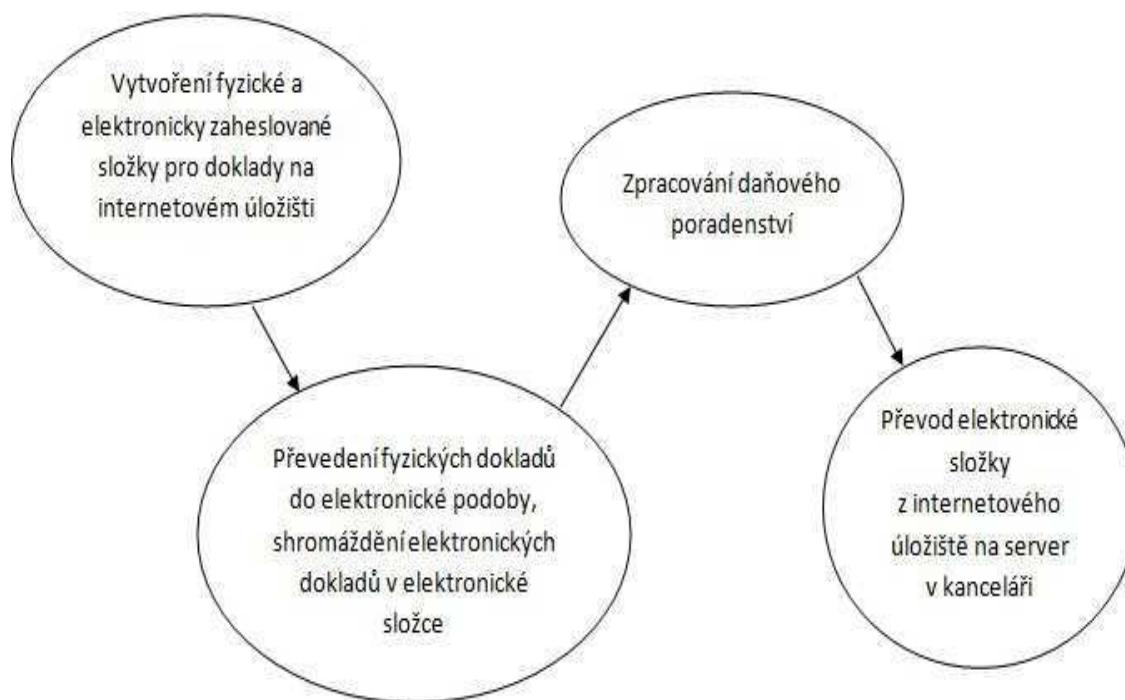 Vytvoření fyzické a
elektronicky zaheslované
složky pro doklady na
internetovém úložišti
Převedení fyzických dokladů
do elektronické podoby,
shromáždění elektronických
dokladů v elektronické
složce
Zpracování daňového
poradenství
Převod elektronické
složky
z internetového
úložiště na server
v kanceláři